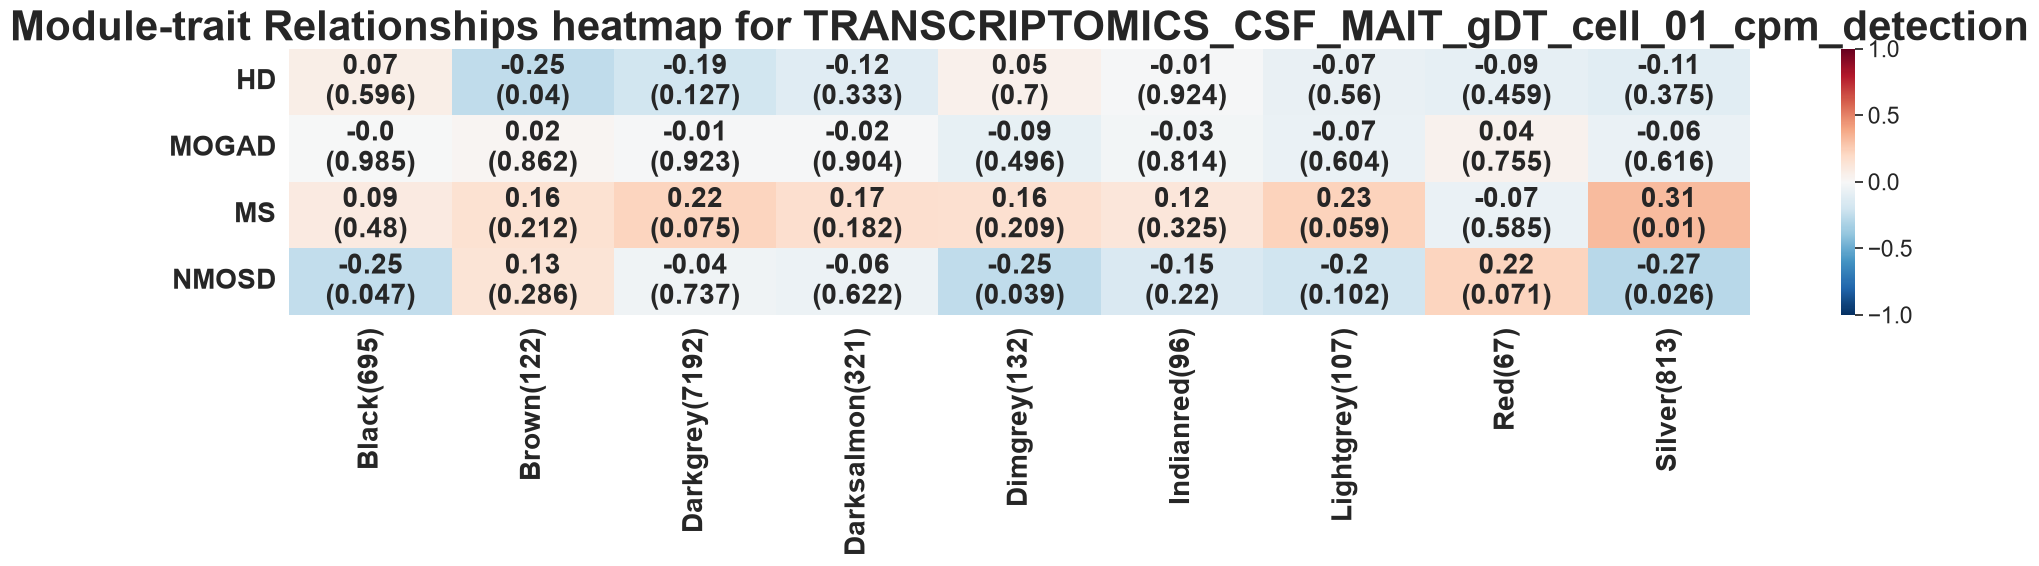 Module-trait Relationships heatmap for TRANSCRIPTOMICS_CSF_MAIT_gDT_cell_01_cpm_detection
HD
0.07 -0.25 -0.19 -0.12 0.05 -0.01 -0.07 -0.09 -0.11
(0.596) (0.04) (0.127) (0.333) (0.7) (0.924) (0.56) (0.459) (0.375)
MOGAD
-0.0 0.02 -0.01 -0.02 -0.09 -0.03 -0.07 0.04 -0.06
(0.985) (0.862) (0.923) (0.904) (0.496) (0.814) (0.604) (0.755) (0.616)
MS
0.09 0.16 0.22 0.17 0.16 0.12 0.23 -0.07 0.31
(0.48) (0.212) (0.075) (0.182) (0.209) (0.325) (0.059) (0.585) (0.01)
NMOSD
-0.25 0.13 -0.04 -0.06 -0.25 -0.15 -0.2 0.22 -0.27
(0.047) (0.286) (0.737) (0.622) (0.039) (0.22) (0.102) (0.071) (0.026)
Black(695)
Brown(122)
Darkgrey(7192)
Darksalmon(321)
Dimgrey(132)
Indianred(96)
Lightgrey(107)
Red(67)
Silver(813)
1.0
0.5
0.0
−0.5
−1.0